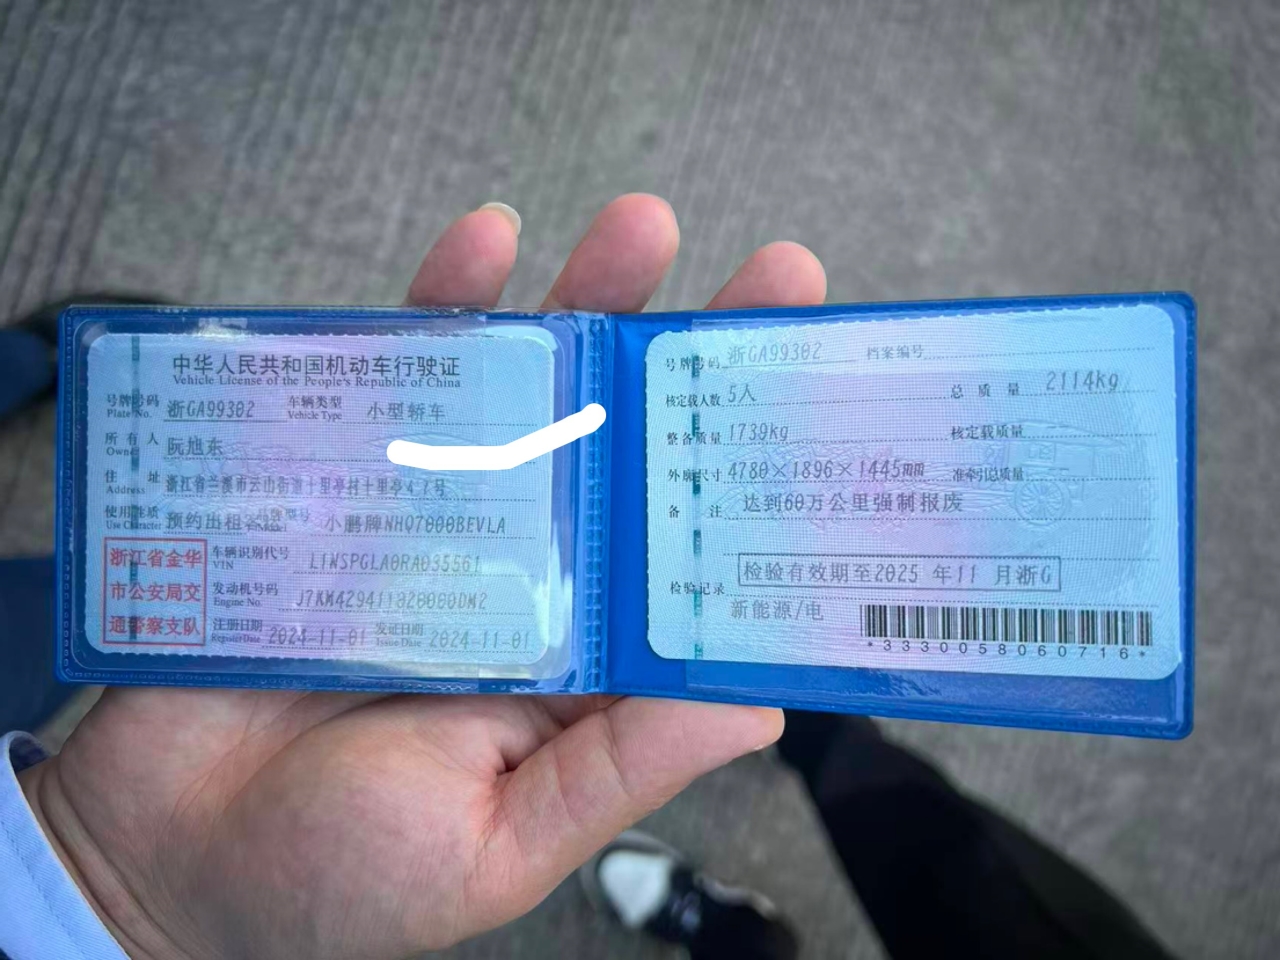 中华人民共和国机动车行驶证
Vehicle License of the People's Republic of China
号牌号码 Plate No. 浙GA99302 车辆类型 Vehicle Type 小型轿车
所有人 Owner 阮旭东
住址 Address 浙江省兰溪市云山街道十里亭村十里亭47号
使用性质 Use Character 预约出租客运 品牌型号 小鹏牌NHQ7000BEVLA
浙江省金华
市公安局交
通警察支队
车辆识别代号 VIN L1NSPGLA0RA035561
发动机号码 Engine No. J7KM429411820000DM2
注册日期 Register Date 2024-11-01 发证日期 Issue Date 2024-11-01
号牌号码 浙GA99302 档案编号
核定载人数 5人 总质量 2114kg
整备质量 1739kg 核定载质量
外廓尺寸 4780×1896×1445mm 准牵引总质量
备注 达到60万公里强制报废
检验记录 检验有效期至2025 年11 月浙G
新能源/电
*3330058060716*